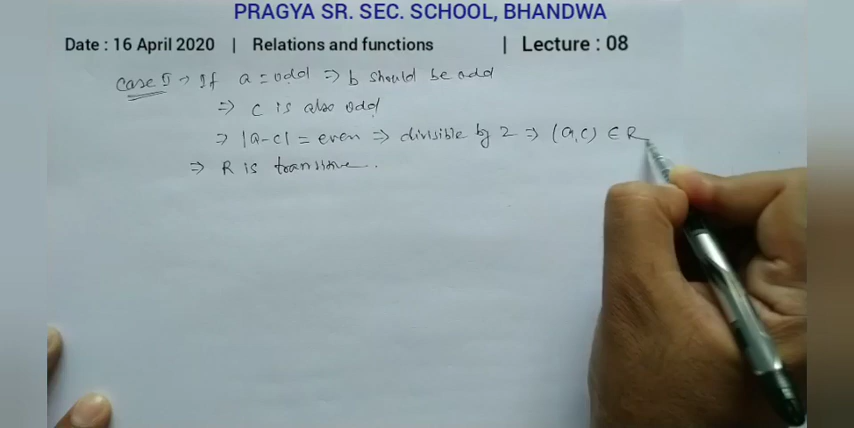 PRAGYA SR. SEC. SCHOOL, BHANDWA
Date : 16 April 2020 | Relations and functions | Lecture : 08
Case I → If a = odd ⇒ b should be odd
⇒ c is also odd
⇒ |a-c| = even ⇒ divisible by 2 ⇒ (a,c) ∈ R
⇒ R is transitive.